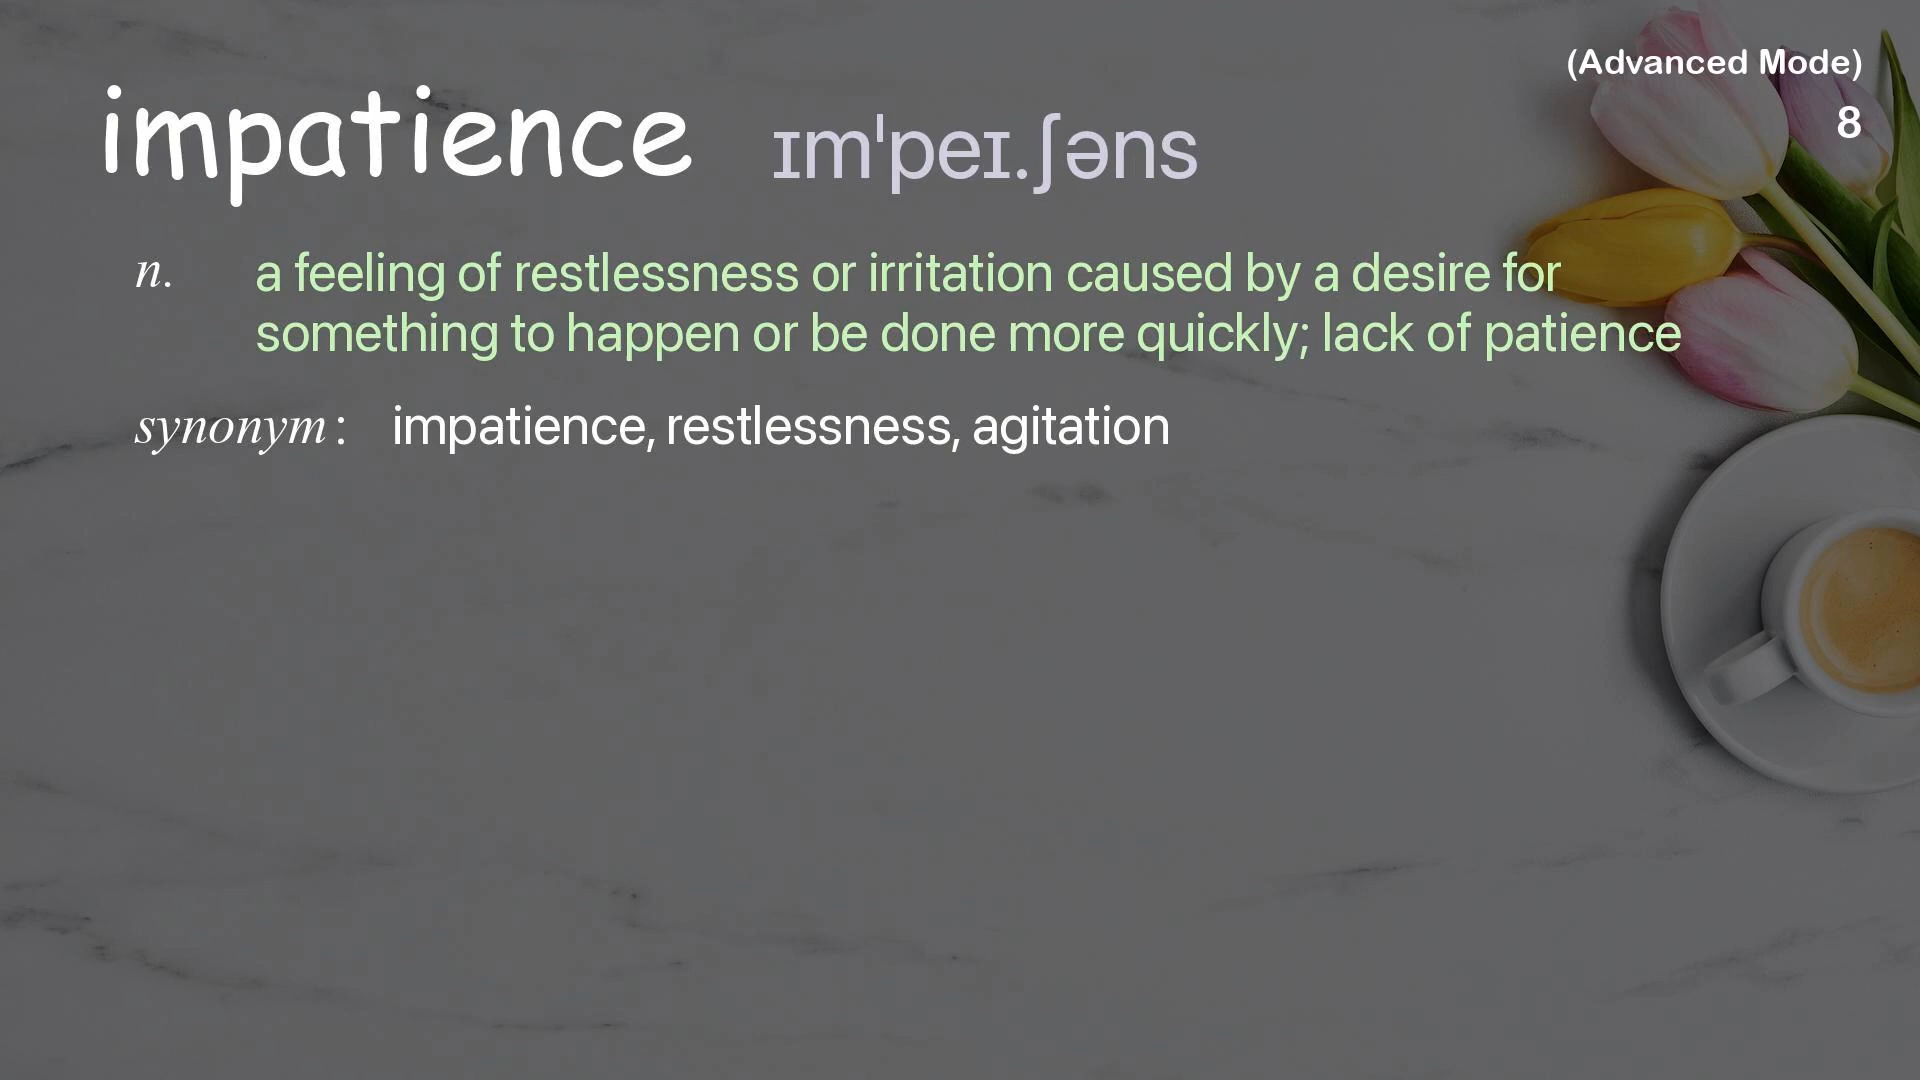 (Advanced Mode)
8
impatience ɪmˈpeɪ.ʃəns
n. a feeling of restlessness or irritation caused by a desire for
something to happen or be done more quickly; lack of patience
synonym : impatience, restlessness, agitation